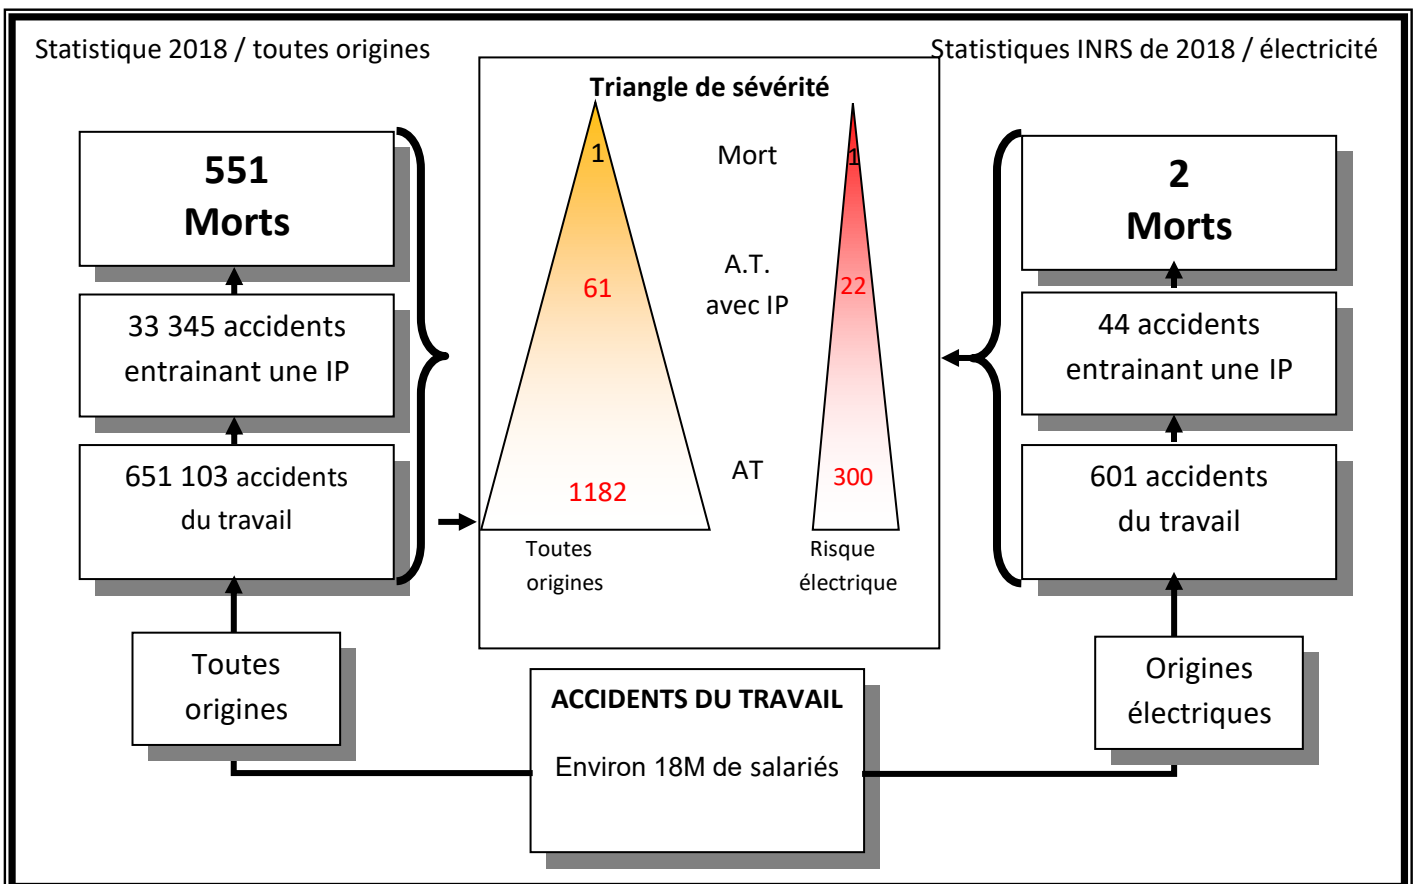 Statistique 2018 / toutes origines
Statistiques INRS de 2018 / électricité
551
Morts
33 345 accidents
entrainant une IP
651 103 accidents
du travail
Toutes
origines
Triangle de sévérité
1
Mort
1
61
A.T.
avec IP
22
1182
AT
300
Toutes
origines
Risque
électrique
2
Morts
44 accidents
entrainant une IP
601 accidents
du travail
Origines
électriques
ACCIDENTS DU TRAVAIL
Environ 18M de salariés